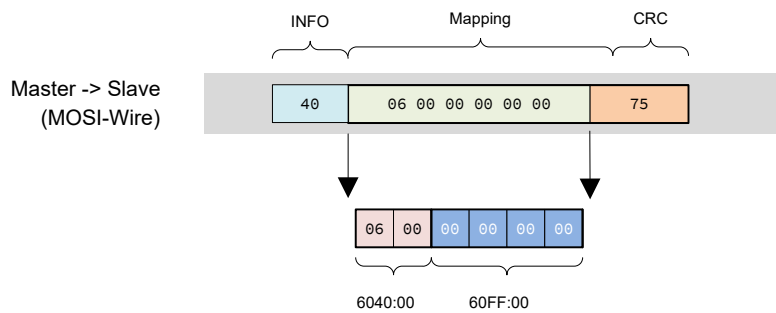 INFO Mapping CRC
Master -> Slave
(MOSI-Wire)
40 06 00 00 00 00 00 75
06 00 00 00 00 00
6040:00 60FF:00